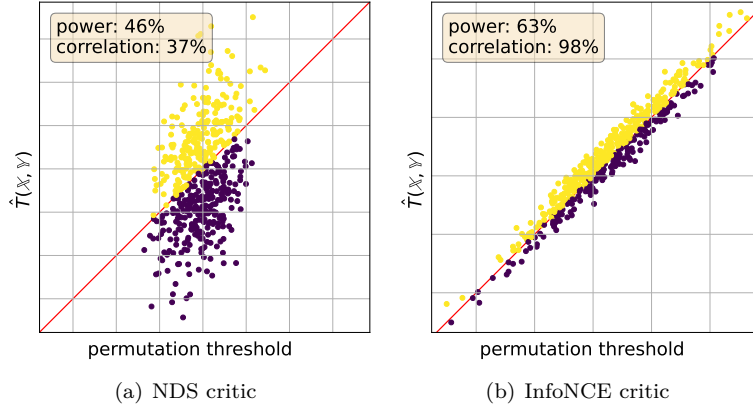 power: 46%
correlation: 37%
T̂(𝕏, 𝕐)
permutation threshold
(a) NDS critic
power: 63%
correlation: 98%
T̂(𝕏, 𝕐)
permutation threshold
(b) InfoNCE critic